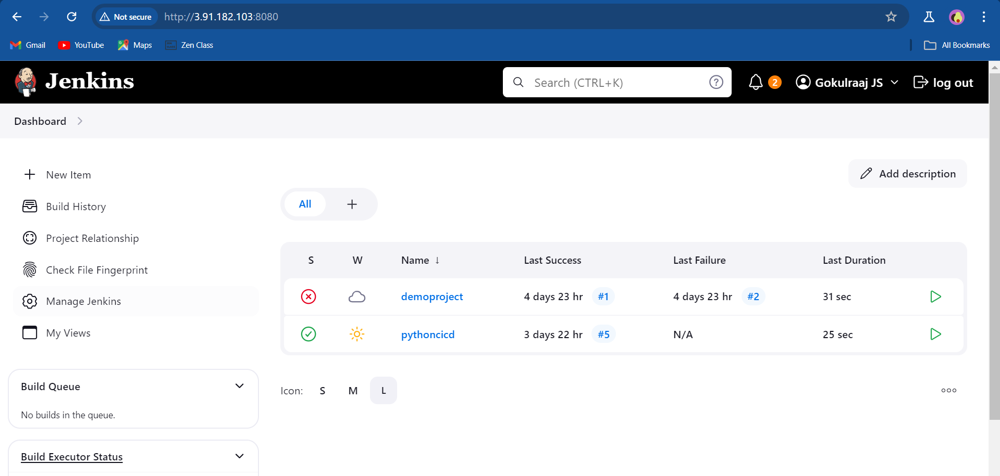 Not secure http://3.91.182.103:8080
Gmail YouTube Maps Zen Class All Bookmarks
Jenkins Search (CTRL+K) ? 2 Gokulraaj JS log out
Dashboard
New Item
Build History
Project Relationship
Check File Fingerprint
Manage Jenkins
My Views
Build Queue
No builds in the queue.
Build Executor Status
Add description
All +
S W Name ↓ Last Success Last Failure Last Duration
demoproject 4 days 23 hr #1 4 days 23 hr #2 31 sec
pythoncicd 3 days 22 hr #5 N/A 25 sec
Icon: S M L